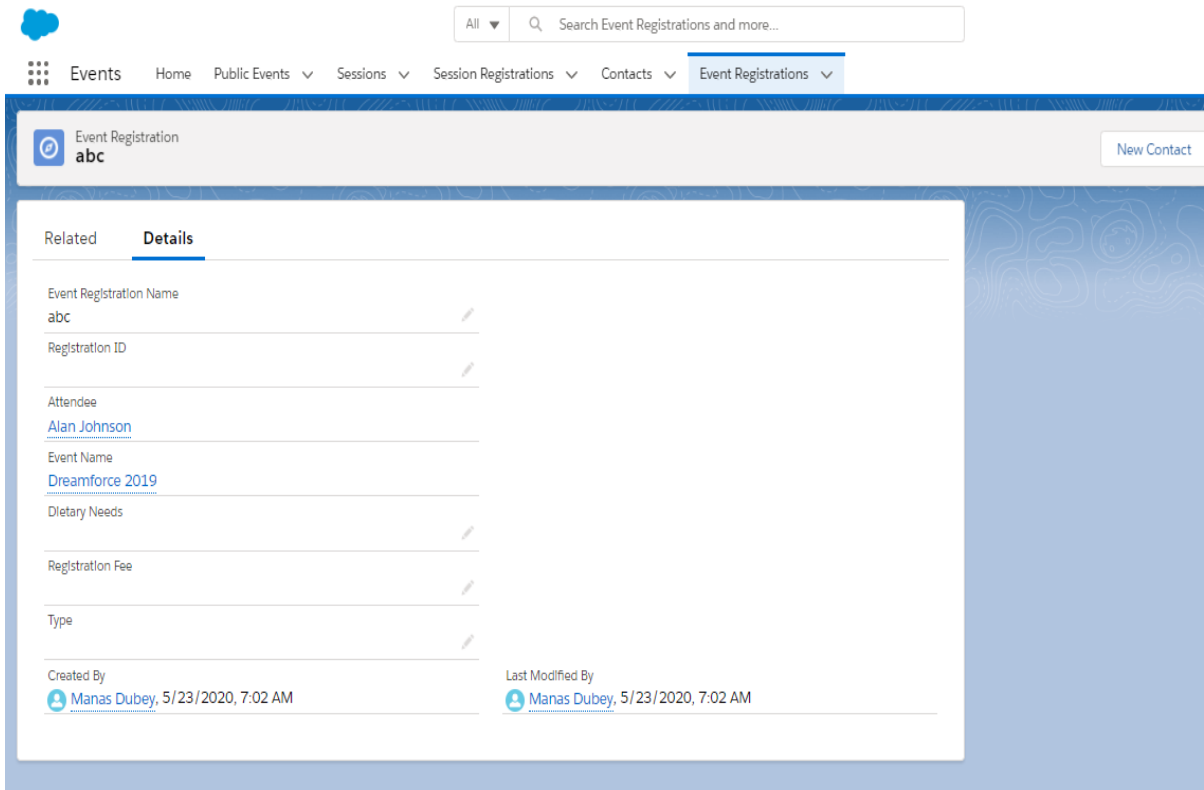 All Search Event Registrations and more...
Events Home Public Events Sessions Session Registrations Contacts Event Registrations
Event Registration
abc
New Contact
Related Details
Event Registration Name
abc
Registration ID
Attendee
Alan Johnson
Event Name
Dreamforce 2019
Dietary Needs
Registration Fee
Type
Created By Last Modified By
Manas Dubey, 5/23/2020, 7:02 AM Manas Dubey, 5/23/2020, 7:02 AM